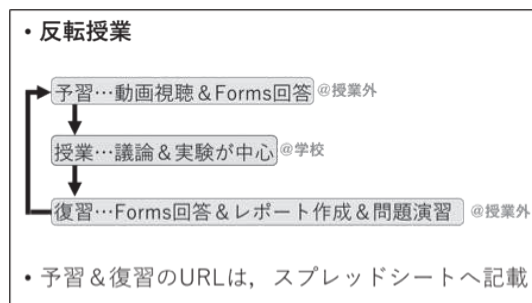 ・反転授業
予習…動画視聴＆Forms回答 @授業外
授業…議論＆実験が中心 @学校
復習…Forms回答＆レポート作成＆問題演習 @授業外
・予習＆復習のURLは，スプレッドシートへ記載